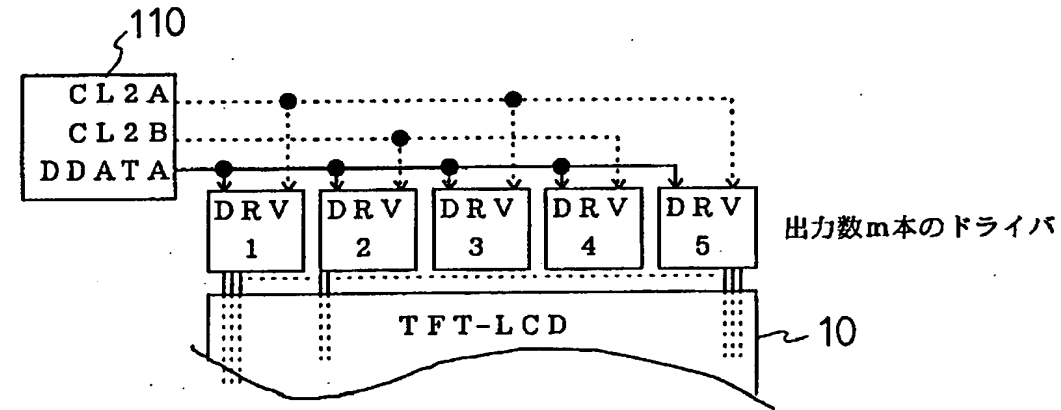 110
CL2A
CL2B
DDATA
DRV 1
DRV 2
DRV 3
DRV 4
DRV 5
出力数m本のドライバ
TFT-LCD
10